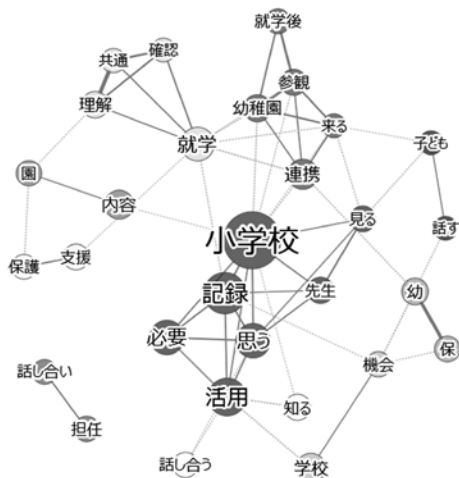 就学後
共通
確認
参観
理解
幼稚園
来る
就学
子ども
連携
園
内容
見る
小学校
話す
支援
保護
記録
先生
幼
必要
思う
保
機会
話し合い
活用
知る
担任
話し合う
学校